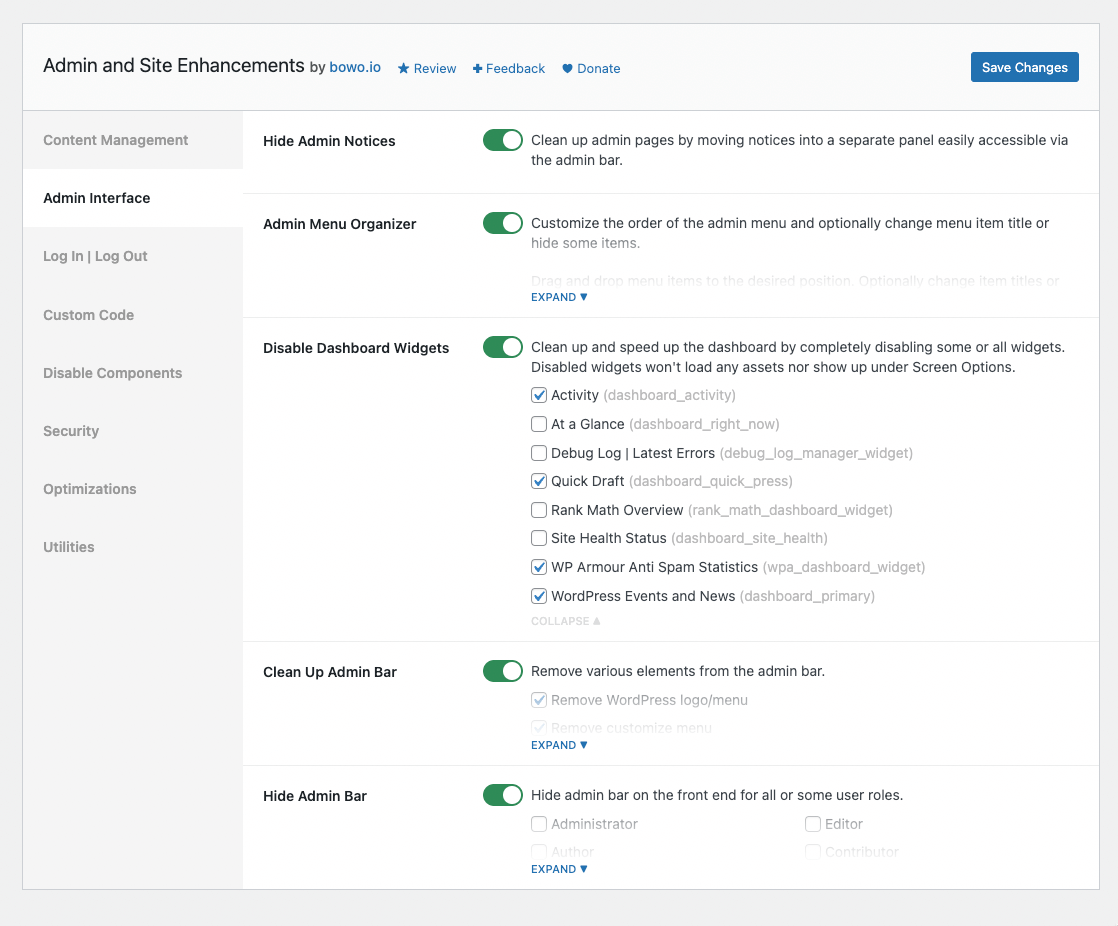 Admin and Site Enhancements by bowo.io Review Feedback Donate
Save Changes
Content Management
Admin Interface
Log In | Log Out
Custom Code
Disable Components
Security
Optimizations
Utilities
Hide Admin Notices
Clean up admin pages by moving notices into a separate panel easily accessible via
the admin bar.
Admin Menu Organizer
Customize the order of the admin menu and optionally change menu item title or
hide some items.
Drag and drop menu items to the desired position. Optionally change item titles or
EXPAND ▼
Disable Dashboard Widgets
Clean up and speed up the dashboard by completely disabling some or all widgets.
Disabled widgets won't load any assets nor show up under Screen Options.
Activity (dashboard_activity)
At a Glance (dashboard_right_now)
Debug Log | Latest Errors (debug_log_manager_widget)
Quick Draft (dashboard_quick_press)
Rank Math Overview (rank_math_dashboard_widget)
Site Health Status (dashboard_site_health)
WP Armour Anti Spam Statistics (wpa_dashboard_widget)
WordPress Events and News (dashboard_primary)
COLLAPSE ▲
Clean Up Admin Bar
Remove various elements from the admin bar.
Remove WordPress logo/menu
Remove customize menu
EXPAND ▼
Hide Admin Bar
Hide admin bar on the front end for all or some user roles.
Administrator Editor
Author Contributor
EXPAND ▼